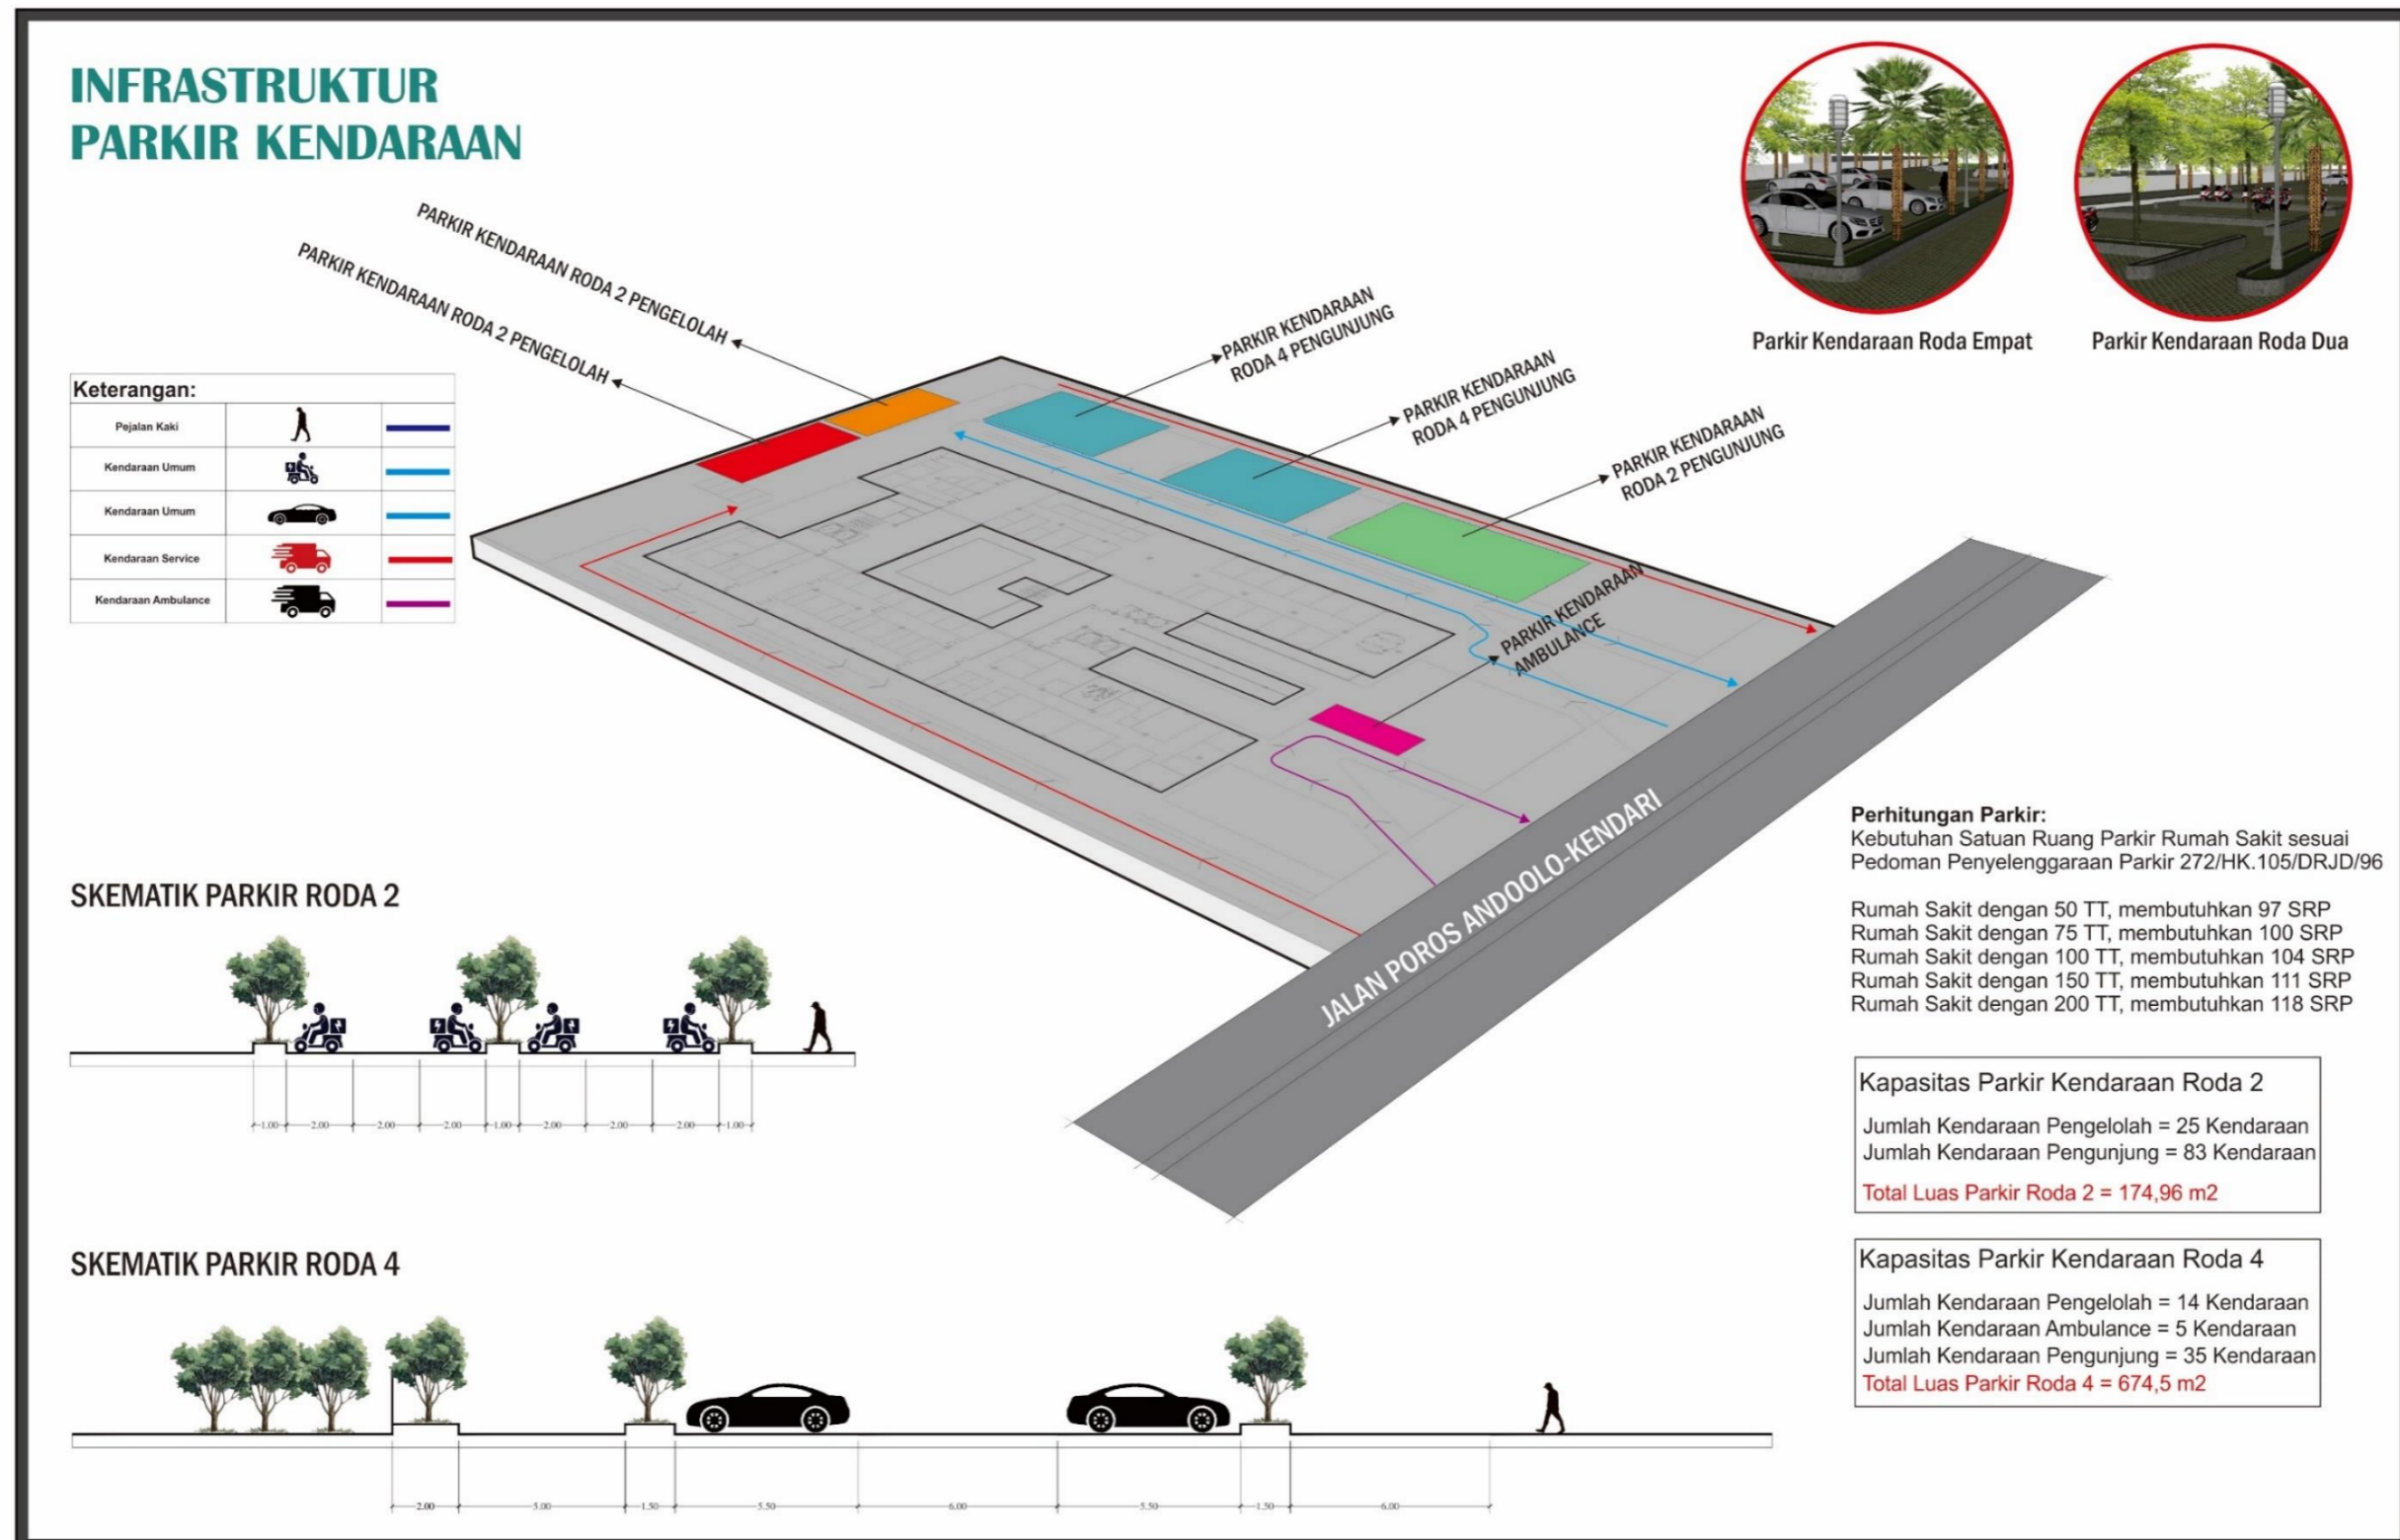 INFRASTRUKTUR
PARKIR KENDARAAN
PARKIR KENDARAAN RODA 2 PENGELOLAH
PARKIR KENDARAAN RODA 2 PENGELOLAH
PARKIR KENDARAAN
RODA 4 PENGUNJUNG
PARKIR KENDARAAN
RODA 4 PENGUNJUNG
PARKIR KENDARAAN
RODA 2 PENGUNJUNG
PARKIR KENDARAAN
AMBULANCE
Parkir Kendaraan Roda Empat
Parkir Kendaraan Roda Dua
Keterangan:
Pejalan Kaki
Kendaraan Umum
Kendaraan Umum
Kendaraan Service
Kendaraan Ambulance
JALAN POROS ANDOOLO-KENDARI
SKEMATIK PARKIR RODA 2
1.00 2.00 2.00 2.00 1.00 2.00 2.00 2.00 1.00
SKEMATIK PARKIR RODA 4
2.00 5.00 1.50 5.50 6.00 5.50 1.50 6.00
Perhitungan Parkir:
Kebutuhan Satuan Ruang Parkir Rumah Sakit sesuai
Pedoman Penyelenggaraan Parkir 272/HK.105/DRJD/96
Rumah Sakit dengan 50 TT, membutuhkan 97 SRP
Rumah Sakit dengan 75 TT, membutuhkan 100 SRP
Rumah Sakit dengan 100 TT, membutuhkan 104 SRP
Rumah Sakit dengan 150 TT, membutuhkan 111 SRP
Rumah Sakit dengan 200 TT, membutuhkan 118 SRP
Kapasitas Parkir Kendaraan Roda 2
Jumlah Kendaraan Pengelolah = 25 Kendaraan
Jumlah Kendaraan Pengunjung = 83 Kendaraan
Total Luas Parkir Roda 2 = 174,96 m2
Kapasitas Parkir Kendaraan Roda 4
Jumlah Kendaraan Pengelolah = 14 Kendaraan
Jumlah Kendaraan Ambulance = 5 Kendaraan
Jumlah Kendaraan Pengunjung = 35 Kendaraan
Total Luas Parkir Roda 4 = 674,5 m2